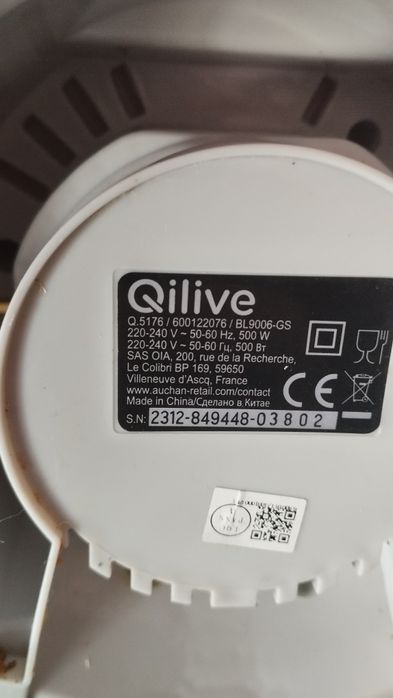 Qilive
Q.5176 / 600122076 / BL9006-GS
220-240 V ~ 50-60 Hz, 500 W
220-240 V ~ 50-60 Гц, 500 Вт
SAS OIA, 200, rue de la Recherche,
Le Colibri BP 169, 59650
Villeneuve d'Ascq, France
www.auchan-retail.com/contact
Made in China/Сделано в Китае
CE
S.N: 2312-849448-03802